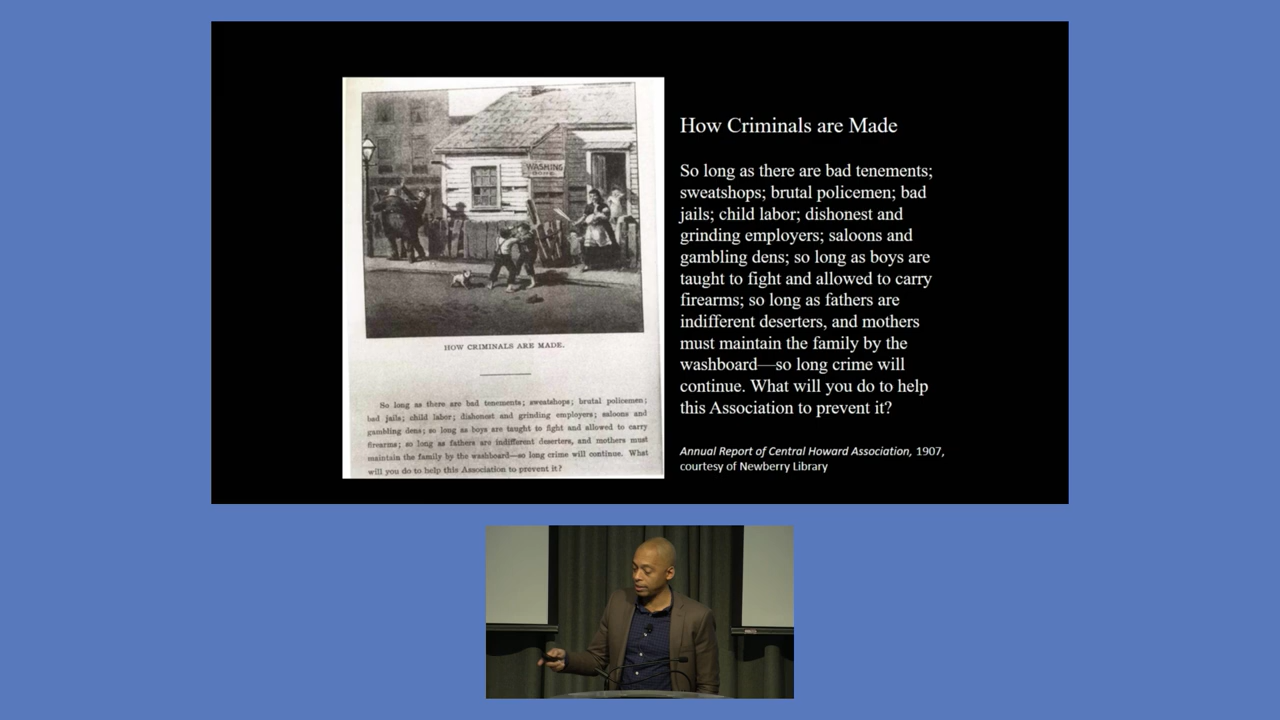 WASHING
DONE.
HOW CRIMINALS ARE MADE.
So long as there are bad tenements; sweatshops; brutal policemen;
bad jails; child labor; dishonest and grinding employers; saloons and
gambling dens; so long as boys are taught to fight and allowed to carry
firearms; so long as fathers are indifferent deserters, and mothers must
maintain the family by the washboard—so long crime will continue. What
will you do to help this Association to prevent it?
How Criminals are Made
So long as there are bad tenements;
sweatshops; brutal policemen; bad
jails; child labor; dishonest and
grinding employers; saloons and
gambling dens; so long as boys are
taught to fight and allowed to carry
firearms; so long as fathers are
indifferent deserters, and mothers
must maintain the family by the
washboard—so long crime will
continue. What will you do to help
this Association to prevent it?
Annual Report of Central Howard Association, 1907,
courtesy of Newberry Library